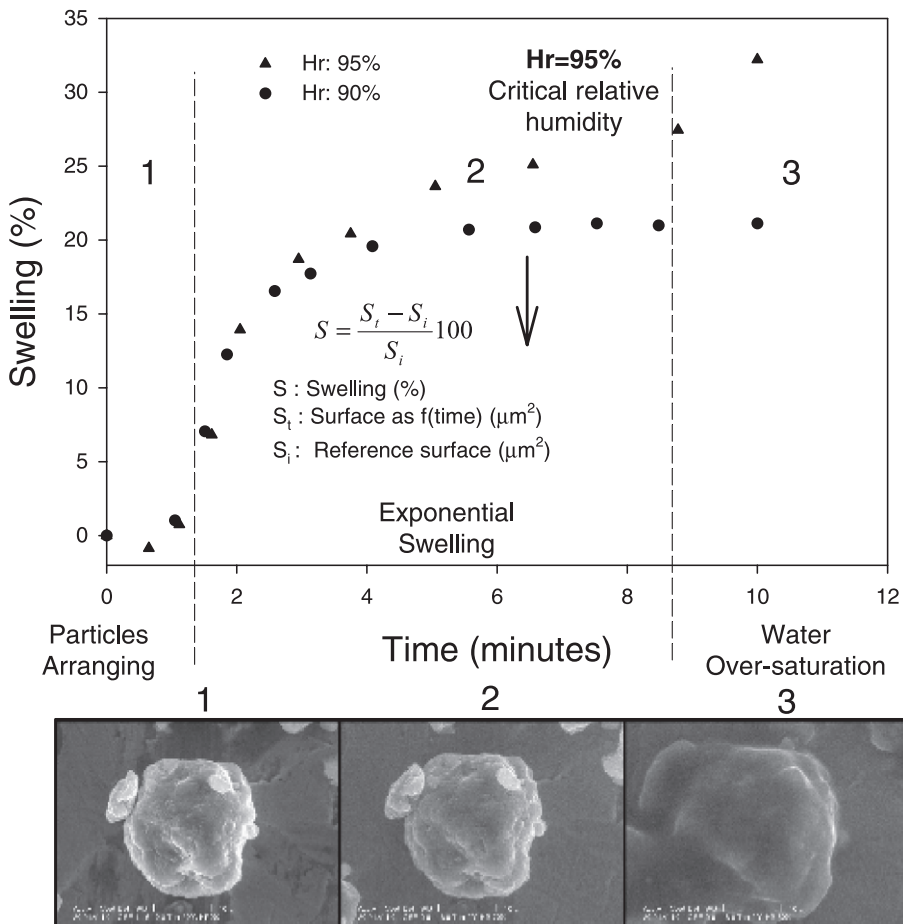 35
30
25
20
15
10
5
0
Swelling (%)
▲ Hr: 95%
● Hr: 90%
Hr=95%
Critical relative
humidity
1
2
3
S = (S_t − S_i) / S_i 100
S : Swelling (%)
S_t : Surface as f(time) (μm²)
S_i : Reference surface (μm²)
Exponential
Swelling
0 2 4 6 8 10 12
Particles
Arranging
Time (minutes)
Water
Over-saturation
1 2 3